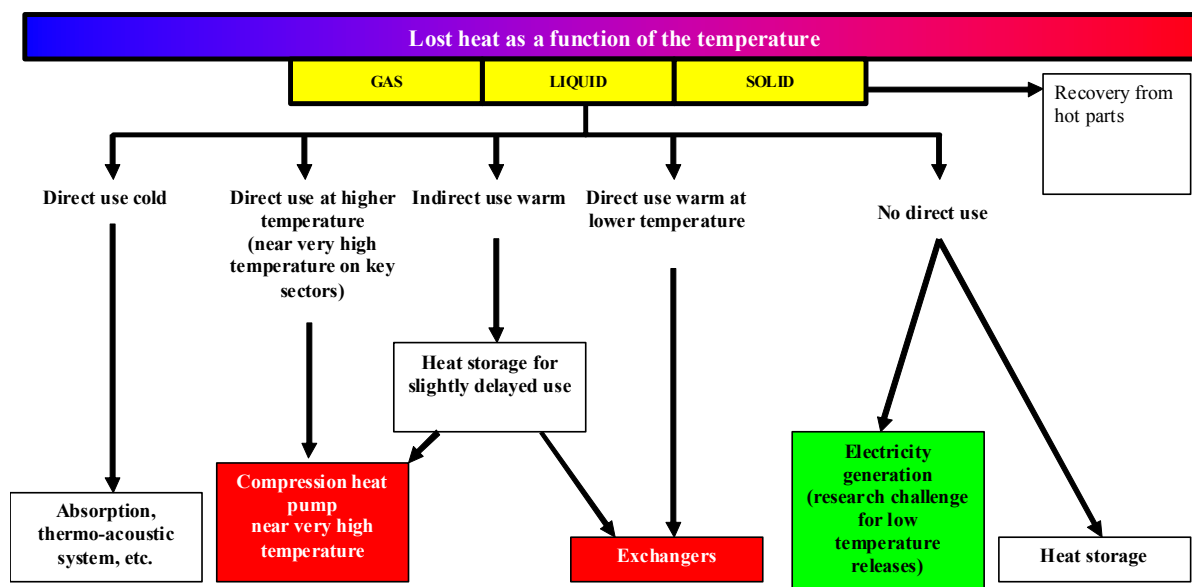 Lost heat as a function of the temperature
GAS
LIQUID
SOLID
Recovery from
hot parts
Direct use cold
Direct use at higher
temperature
(near very high
temperature on key
sectors)
Indirect use warm
Direct use warm at
lower temperature
No direct use
Heat storage for
slightly delayed use
Absorption,
thermo-acoustic
system, etc.
Compression heat
pump
near very high
temperature
Exchangers
Electricity
generation
(research challenge
for low
temperature
releases)
Heat storage